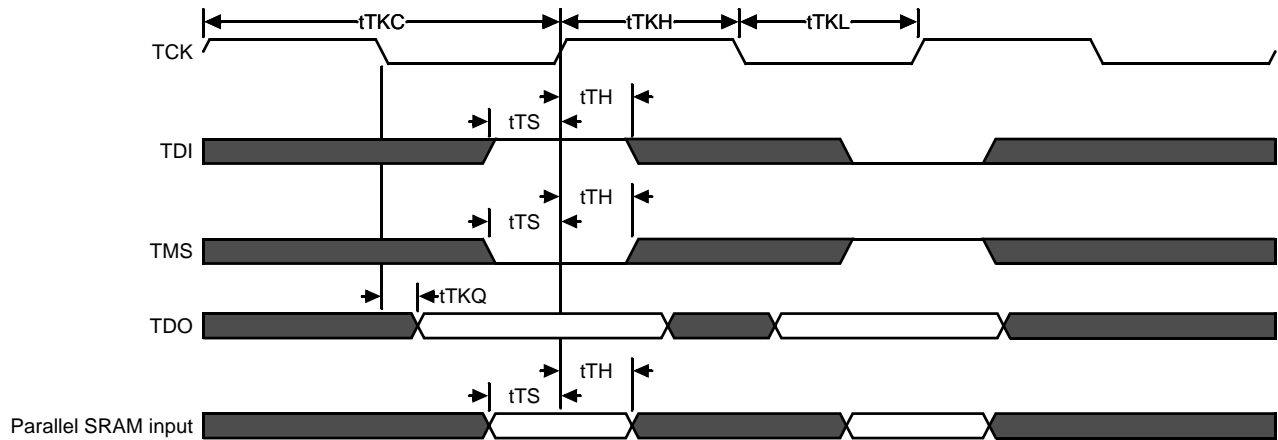 tTKC tTKH tTKL
TCK
tTH
tTS
TDI
tTH
tTS
TMS
tTKQ
TDO
tTH
tTS
Parallel SRAM input